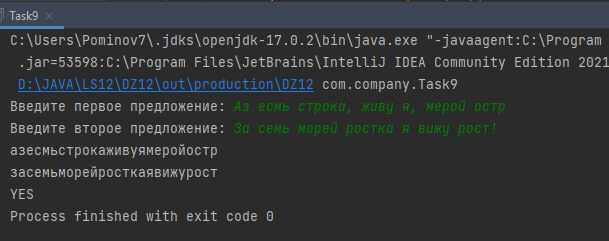 Task9
C:\Users\Pominov7\.jdks\openjdk-17.0.2\bin\java.exe "-javaagent:C:\Program
.jar=53598:C:\Program Files\JetBrains\IntelliJ IDEA Community Edition 2021
D:\JAVA\LS12\DZ12\out\production\DZ12 com.company.Task9
Введите первое предложение: Аз есмь строка, живу я, мерой остр
Введите второе предложение: За семь морей ростка я вижу рост!
азесмьстрокаживуямеройостр
засемьморейросткаявижурост
YES
Process finished with exit code 0